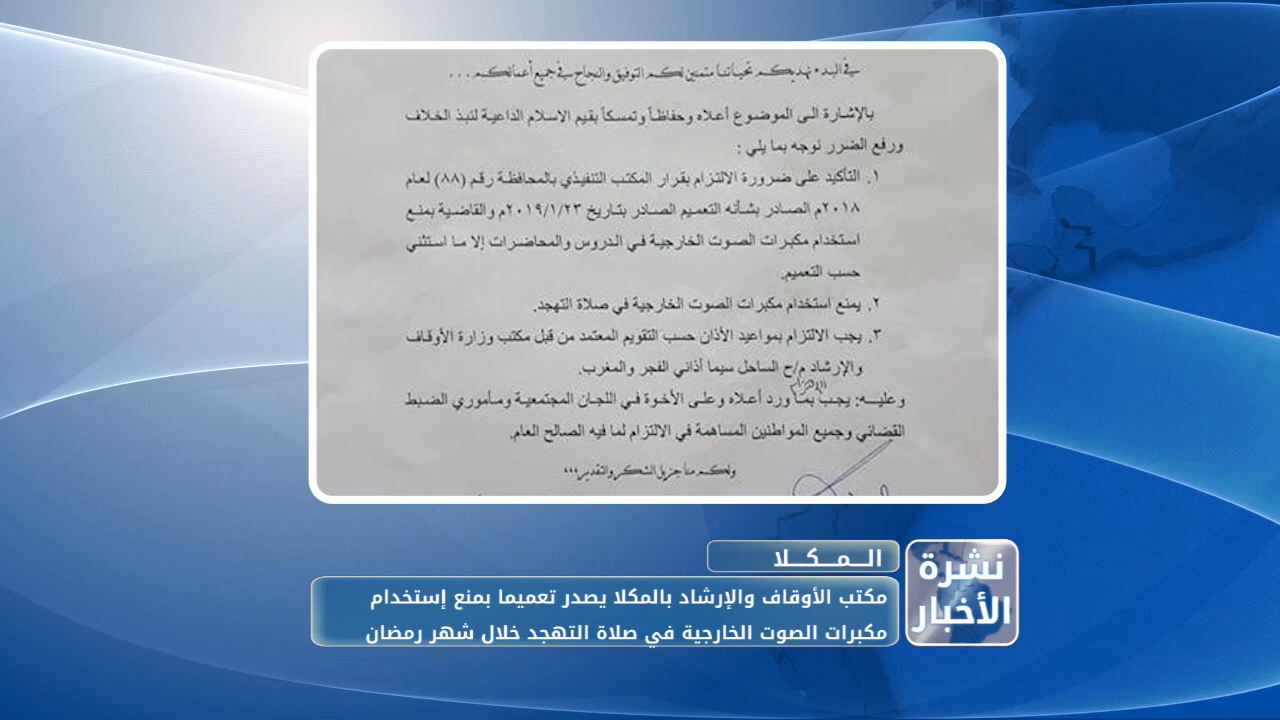 في البدء نهديكم تحياتنا متمنين لكم التوفيق والنجاح في جميع أعمالكم ...
بالإشارة الى الموضوع أعلاه وحفاظاً وتمسكاً بقيم الاسلام الداعية لنبذ الخلاف
ورفع الضرر نوجه بما يلي :
١. التأكيد على ضرورة الالتزام بقرار المكتب التنفيذي بالمحافظة رقم (٨٨) لعام
٢٠١٨م الصادر بشأنه التعميم الصادر بتاريخ ٢٠١٩/١/٢٣م والقاضية بمنع
استخدام مكبرات الصوت الخارجية في الدروس والمحاضرات إلا ما استثني
حسب التعميم.
٢. يمنع استخدام مكبرات الصوت الخارجية في صلاة التهجد.
٣. يجب الالتزام بمواعيد الأذان حسب التقويم المعتمد من قبل مكتب وزارة الأوقاف
والإرشاد م/ح الساحل سيما أذاني الفجر والمغرب.
وعليه: يجب بما ورد أعلاه وعلى الأخوة في اللجان المجتمعية ومأموري الضبط
القضائي وجميع المواطنين المساهمة في الالتزام لما فيه الصالح العام.
ولكم منا جزيل الشكر والتقدير،،،
المكلا
نشرة
الأخبار
مكتب الأوقاف والإرشاد بالمكلا يصدر تعميما بمنع إستخدام
مكبرات الصوت الخارجية في صلاة التهجد خلال شهر رمضان